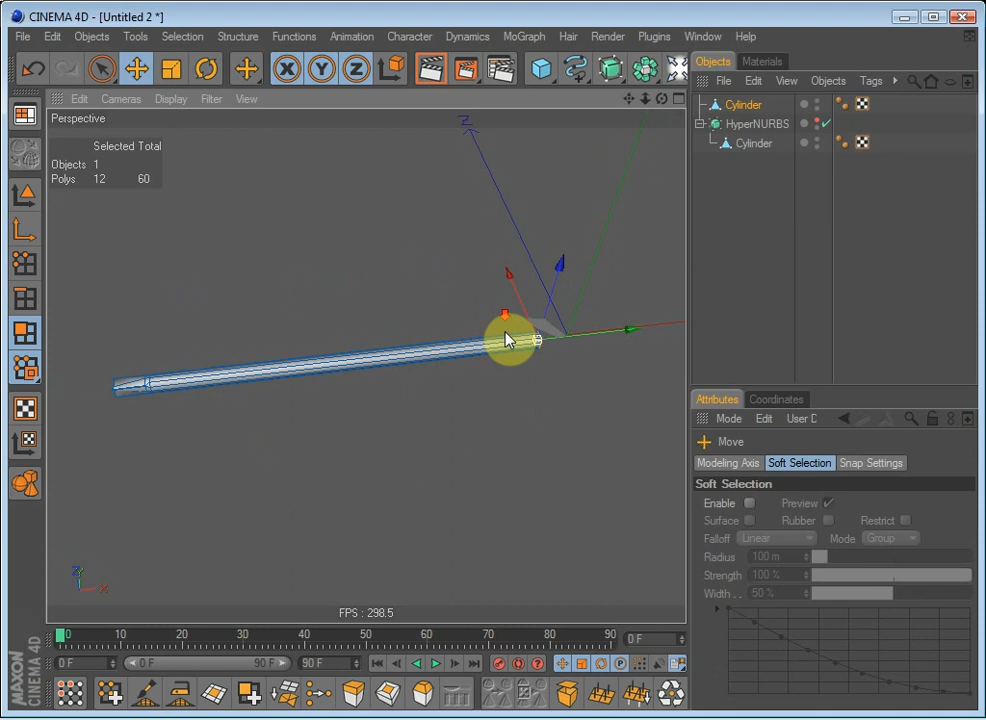 CINEMA 4D - [Untitled 2 *]
File Edit Objects Tools Selection Structure Functions Animation Character Dynamics MoGraph Hair Render Plugins Window Help
X Y Z
Objects Materials
File Edit View Objects Tags
Edit Cameras Display Filter View
Cylinder
HyperNURBS
Cylinder
Perspective
Selected Total
Objects 1
Polys 12 60
Z
Z
X
FPS : 298.5
Attributes Coordinates
Mode Edit User D
Move
Modeling Axis Soft Selection Snap Settings
Soft Selection
Enable Preview
Surface Rubber Restrict
Falloff Linear Mode Group
Radius 100 m
Strength 100 %
Width . . 50 %
0 10 20 30 40 50 60 70 80 90 0 F
0 F 0 F 90 F 90 F
MAXON CINEMA 4D